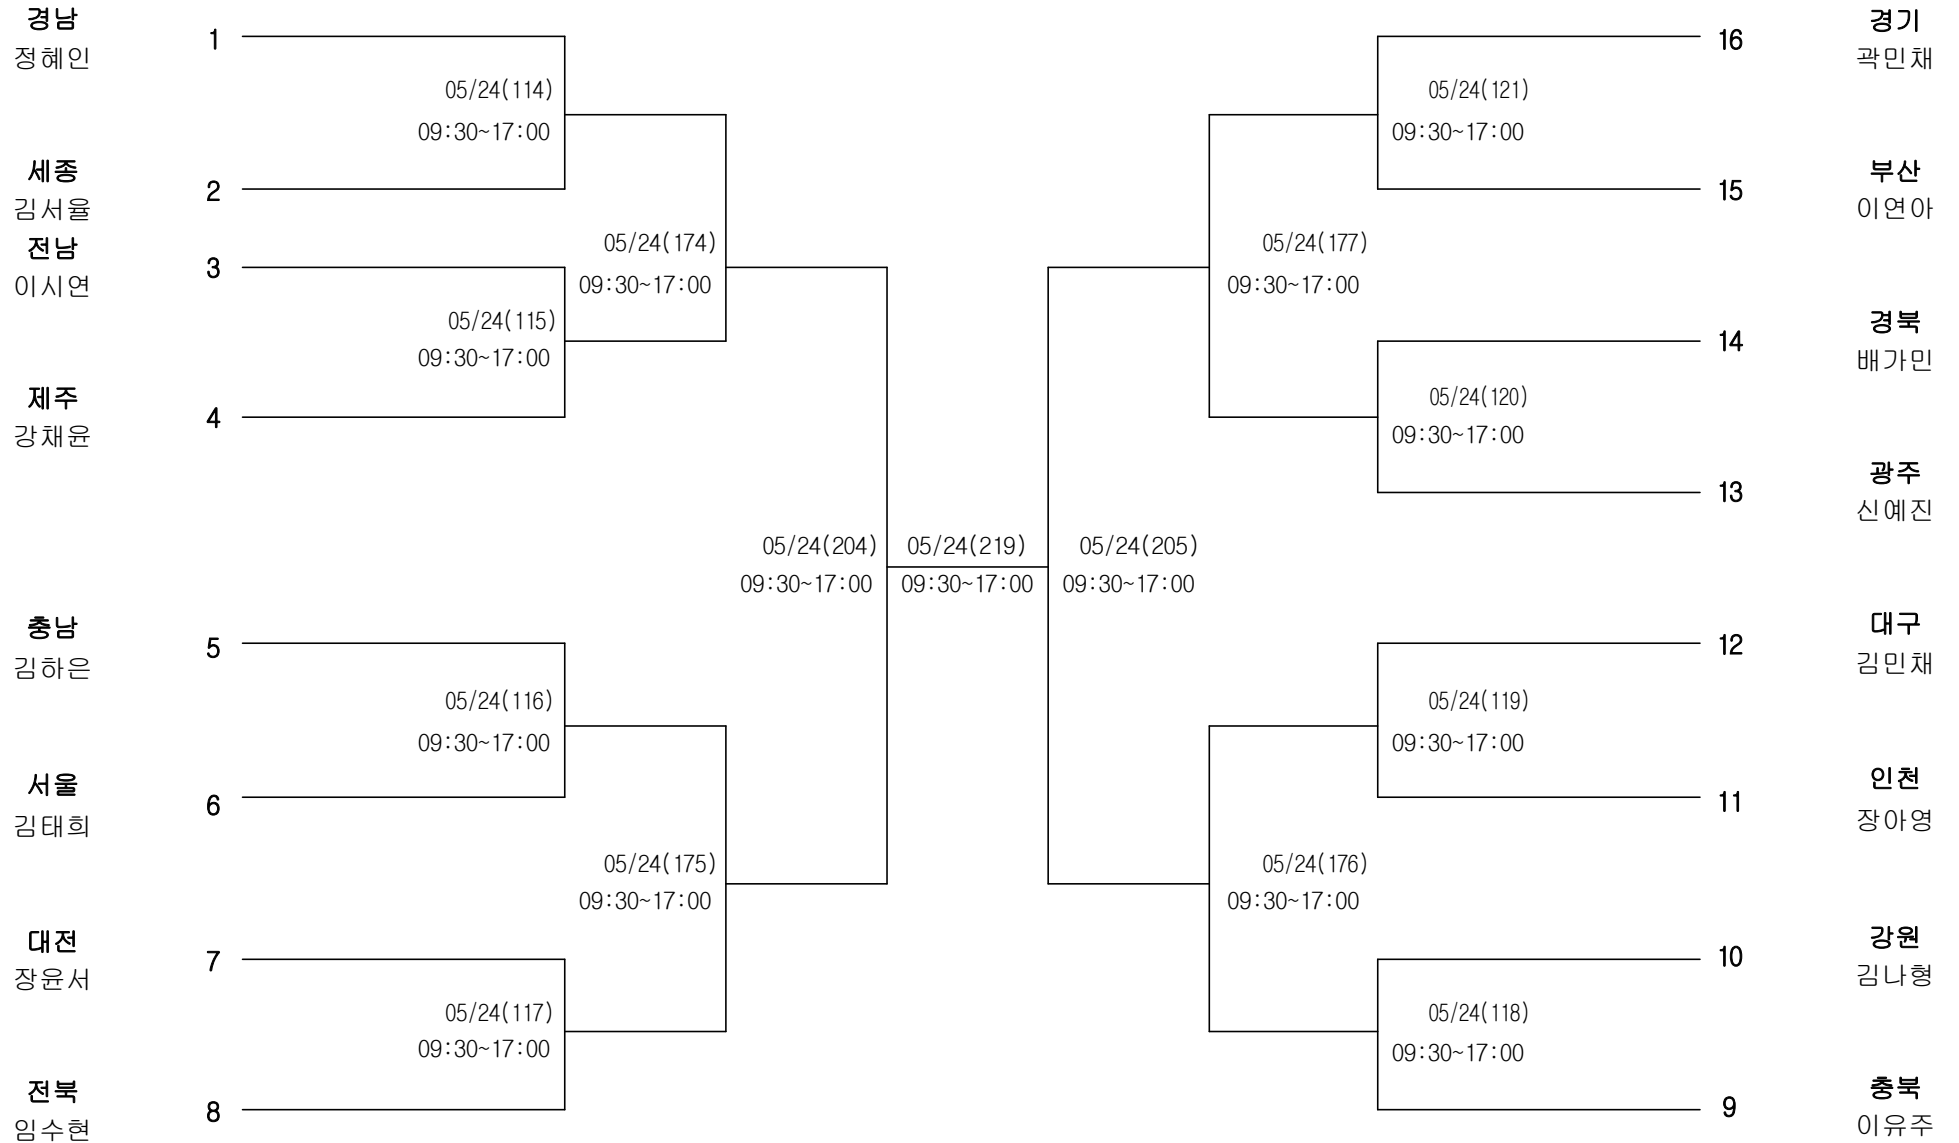 경남
정혜인
1
05/24(114)
09:30~17:00
세종
김서율
2
전남
이시연
3
05/24(174)
09:30~17:00
05/24(115)
09:30~17:00
제주
강채윤
4
05/24(204)
09:30~17:00
충남
김하은
5
05/24(116)
09:30~17:00
서울
김태희
6
05/24(175)
09:30~17:00
대전
장윤서
7
05/24(117)
09:30~17:00
전북
임수현
8
05/24(219)
09:30~17:00
경기
곽민채
16
05/24(121)
09:30~17:00
부산
이연아
15
05/24(177)
09:30~17:00
경북
배가민
14
05/24(120)
09:30~17:00
광주
신예진
13
05/24(205)
09:30~17:00
대구
김민채
12
05/24(119)
09:30~17:00
인천
장아영
11
05/24(176)
09:30~17:00
강원
김나형
10
05/24(118)
09:30~17:00
충북
이유주
9